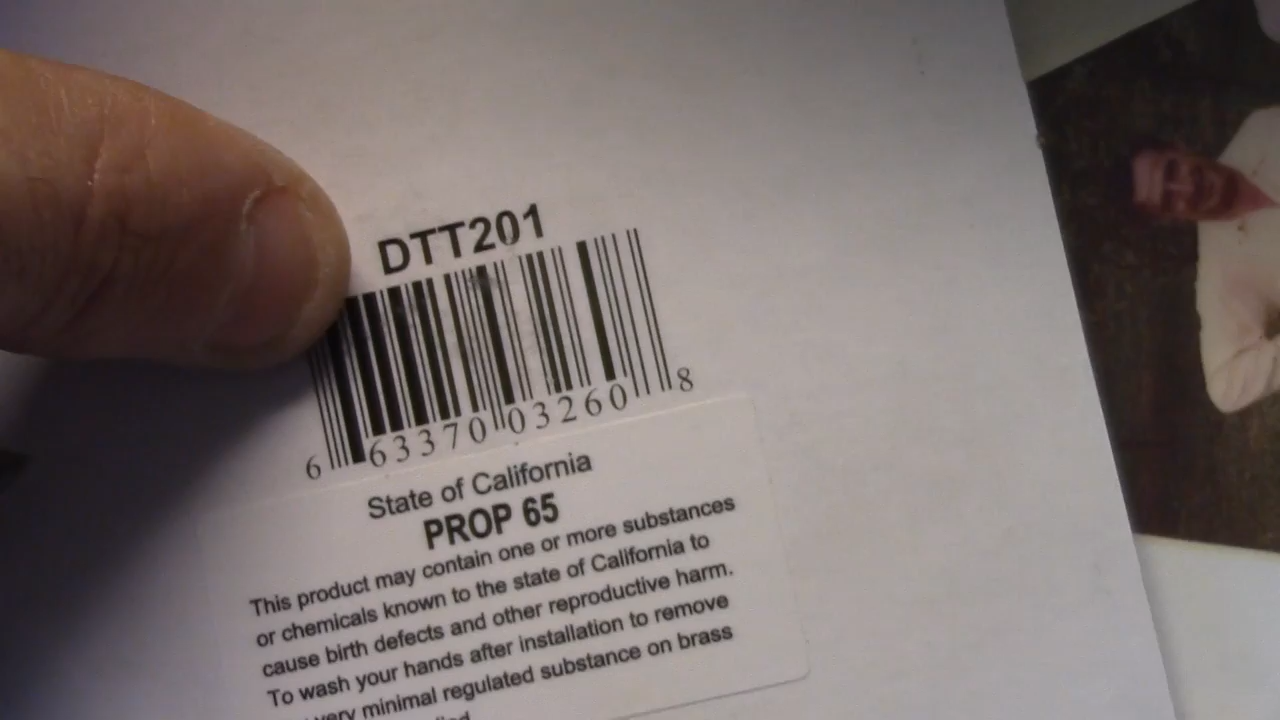 DTT201
6 63370 03260 8
State of California
PROP 65
This product may contain one or more substances
or chemicals known to the state of California to
cause birth defects and other reproductive harm.
To wash your hands after installation to remove
very minimal regulated substance on brass